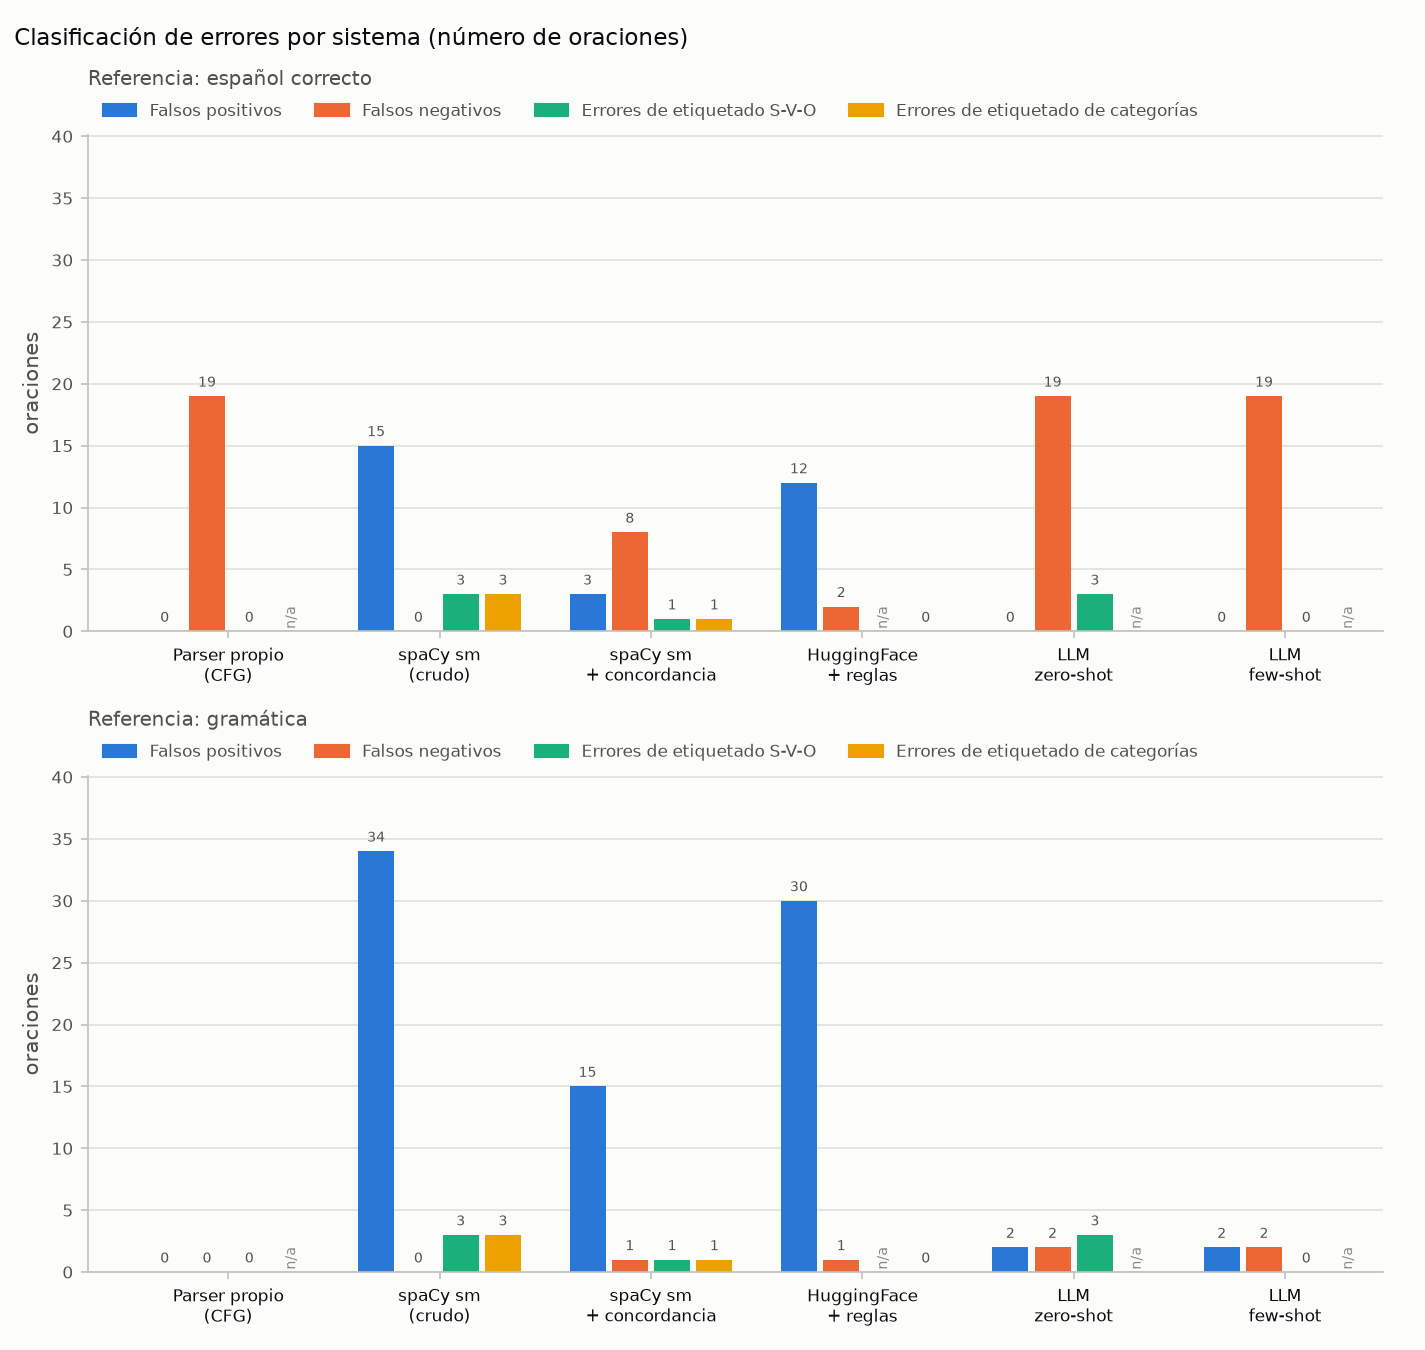 Clasificación de errores por sistema (número de oraciones)
Referencia: español correcto
Falsos positivos Falsos negativos Errores de etiquetado S-V-O Errores de etiquetado de categorías
40
35
30
25
20
15
10
5
0
oraciones
0 19 0 n/a
15 0 3 3
3 8 1 1
12 2 n/a 0
0 19 3 n/a
0 19 0 n/a
Parser propio
(CFG)
spaCy sm
(crudo)
spaCy sm
+ concordancia
HuggingFace
+ reglas
LLM
zero-shot
LLM
few-shot
Referencia: gramática
Falsos positivos Falsos negativos Errores de etiquetado S-V-O Errores de etiquetado de categorías
40
35
30
25
20
15
10
5
0
oraciones
0 0 0 n/a
34 0 3 3
15 1 1 1
30 1 n/a 0
2 2 3 n/a
2 2 0 n/a
Parser propio
(CFG)
spaCy sm
(crudo)
spaCy sm
+ concordancia
HuggingFace
+ reglas
LLM
zero-shot
LLM
few-shot